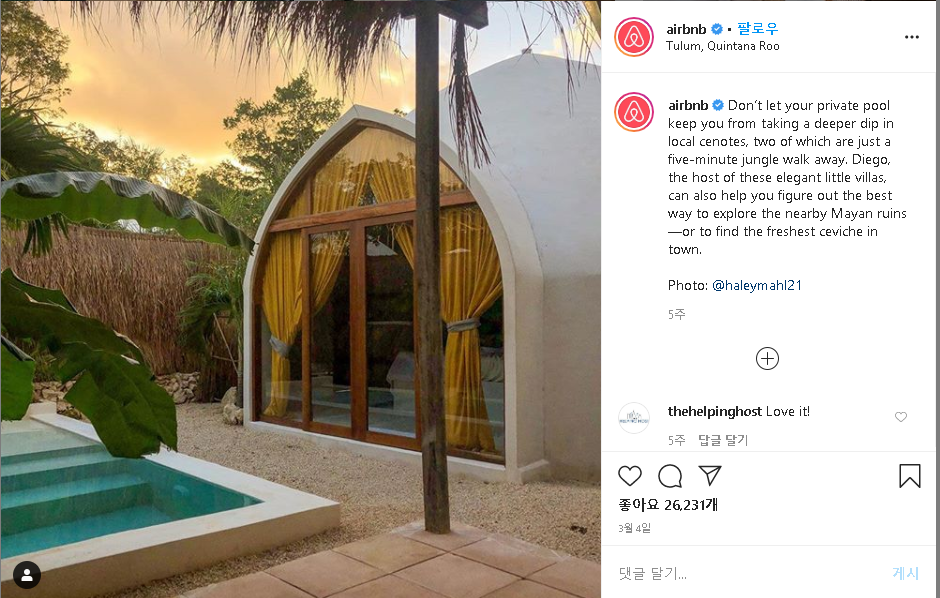 airbnb • 팔로우
Tulum, Quintana Roo
airbnb Don't let your private pool
keep you from taking a deeper dip in
local cenotes, two of which are just a
five-minute jungle walk away. Diego,
the host of these elegant little villas,
can also help you figure out the best
way to explore the nearby Mayan ruins
—or to find the freshest ceviche in
town.
Photo: @haleymahl21
5주
thehelpinghost Love it!
5주 답글 달기
좋아요 26,231개
3월 4일
댓글 달기... 게시